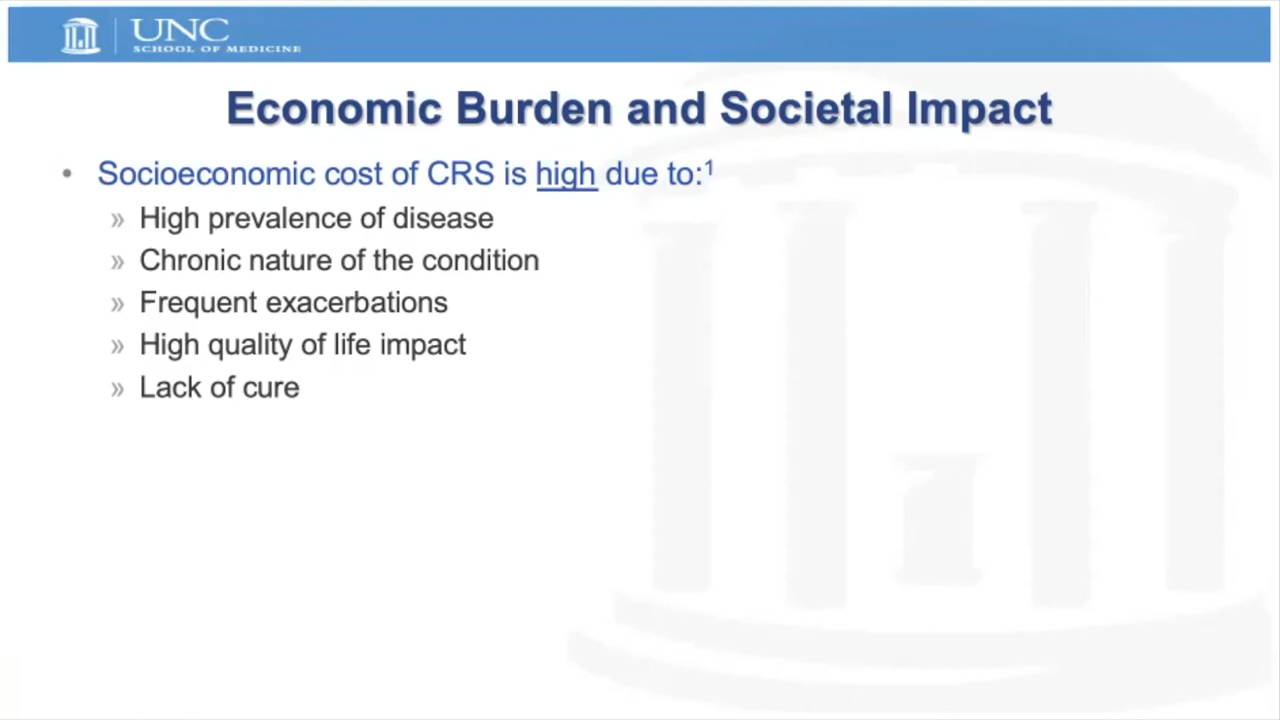 UNC
SCHOOL OF MEDICINE
Economic Burden and Societal Impact
• Socioeconomic cost of CRS is high due to:¹
» High prevalence of disease
» Chronic nature of the condition
» Frequent exacerbations
» High quality of life impact
» Lack of cure